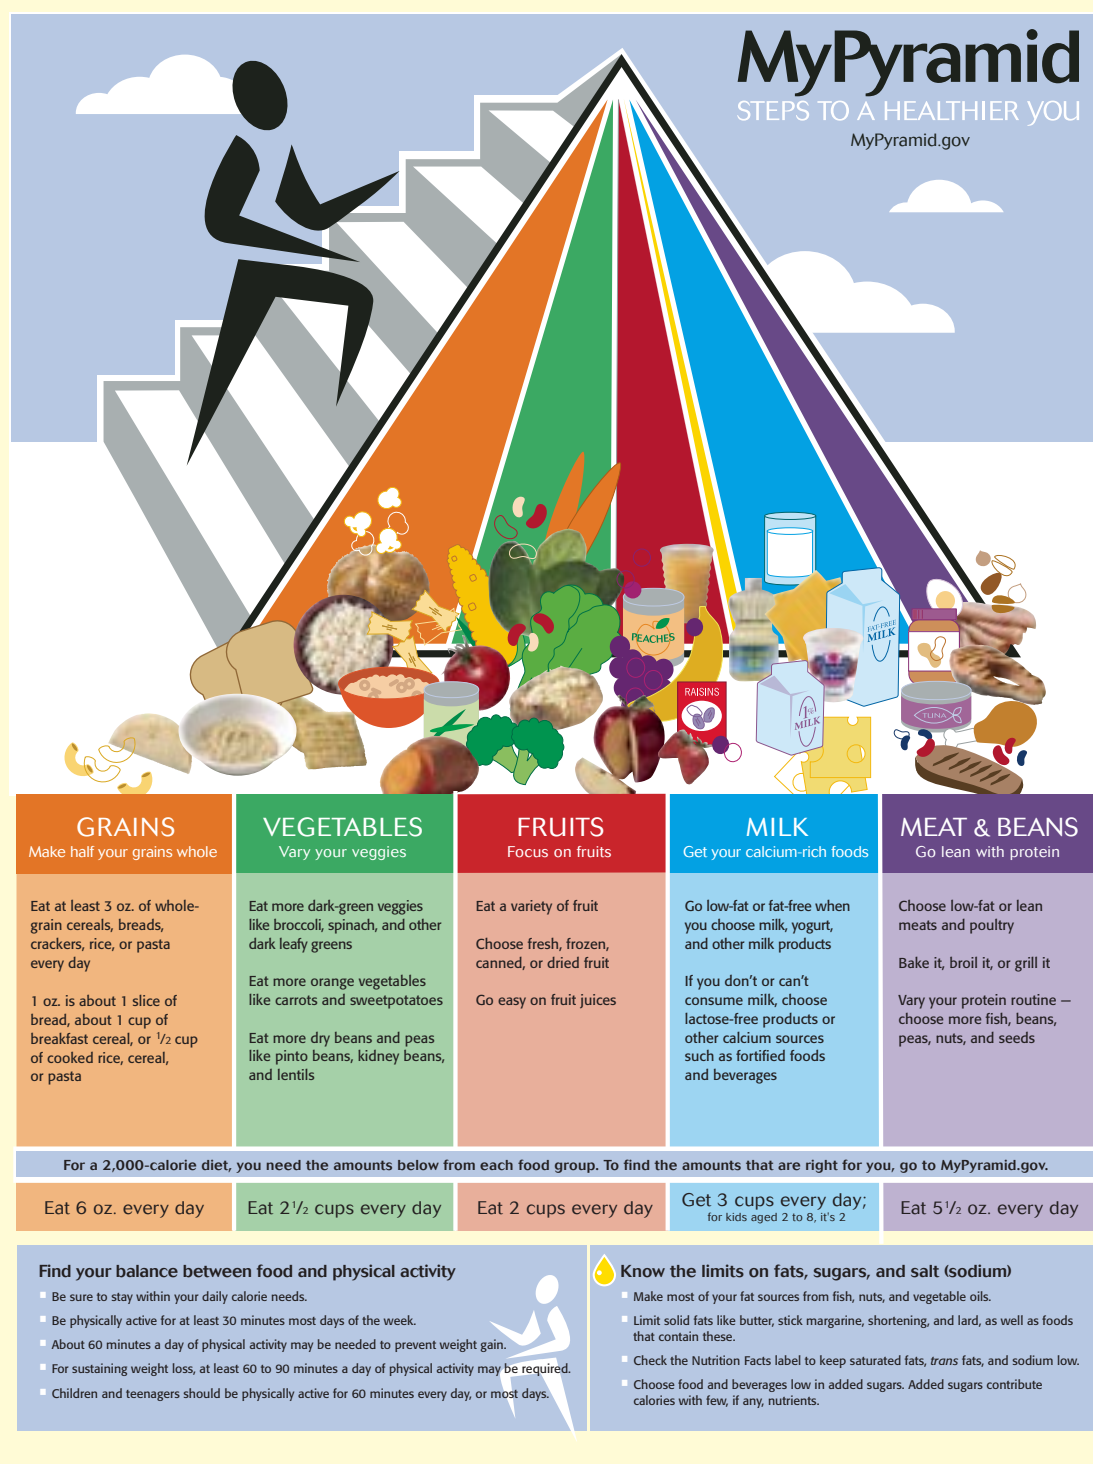 MyPyramid
STEPS TO A HEALTHIER YOU
MyPyramid.gov
PEACHES
FAT-FREE
MILK
RAISINS
1%
MILK
TUNA
GRAINS
Make half your grains whole
Eat at least 3 oz. of whole-
grain cereals, breads,
crackers, rice, or pasta
every day
1 oz. is about 1 slice of
bread, about 1 cup of
breakfast cereal, or 1/2 cup
of cooked rice, cereal,
or pasta
VEGETABLES
Vary your veggies
Eat more dark-green veggies
like broccoli, spinach, and other
dark leafy greens
Eat more orange vegetables
like carrots and sweetpotatoes
Eat more dry beans and peas
like pinto beans, kidney beans,
and lentils
FRUITS
Focus on fruits
Eat a variety of fruit
Choose fresh, frozen,
canned, or dried fruit
Go easy on fruit juices
MILK
Get your calcium-rich foods
Go low-fat or fat-free when
you choose milk, yogurt,
and other milk products
If you don't or can't
consume milk, choose
lactose-free products or
other calcium sources
such as fortified foods
and beverages
MEAT & BEANS
Go lean with protein
Choose low-fat or lean
meats and poultry
Bake it, broil it, or grill it
Vary your protein routine —
choose more fish, beans,
peas, nuts, and seeds
For a 2,000-calorie diet, you need the amounts below from each food group. To find the amounts that are right for you, go to MyPyramid.gov.
Eat 6 oz. every day
Eat 2 1/2 cups every day
Eat 2 cups every day
Get 3 cups every day;
for kids aged 2 to 8, it's 2
Eat 5 1/2 oz. every day
Find your balance between food and physical activity
Be sure to stay within your daily calorie needs.
Be physically active for at least 30 minutes most days of the week.
About 60 minutes a day of physical activity may be needed to prevent weight gain.
For sustaining weight loss, at least 60 to 90 minutes a day of physical activity may be required.
Children and teenagers should be physically active for 60 minutes every day, or most days.
Know the limits on fats, sugars, and salt (sodium)
Make most of your fat sources from fish, nuts, and vegetable oils.
Limit solid fats like butter, stick margarine, shortening, and lard, as well as foods
that contain these.
Check the Nutrition Facts label to keep saturated fats, trans fats, and sodium low.
Choose food and beverages low in added sugars. Added sugars contribute
calories with few, if any, nutrients.